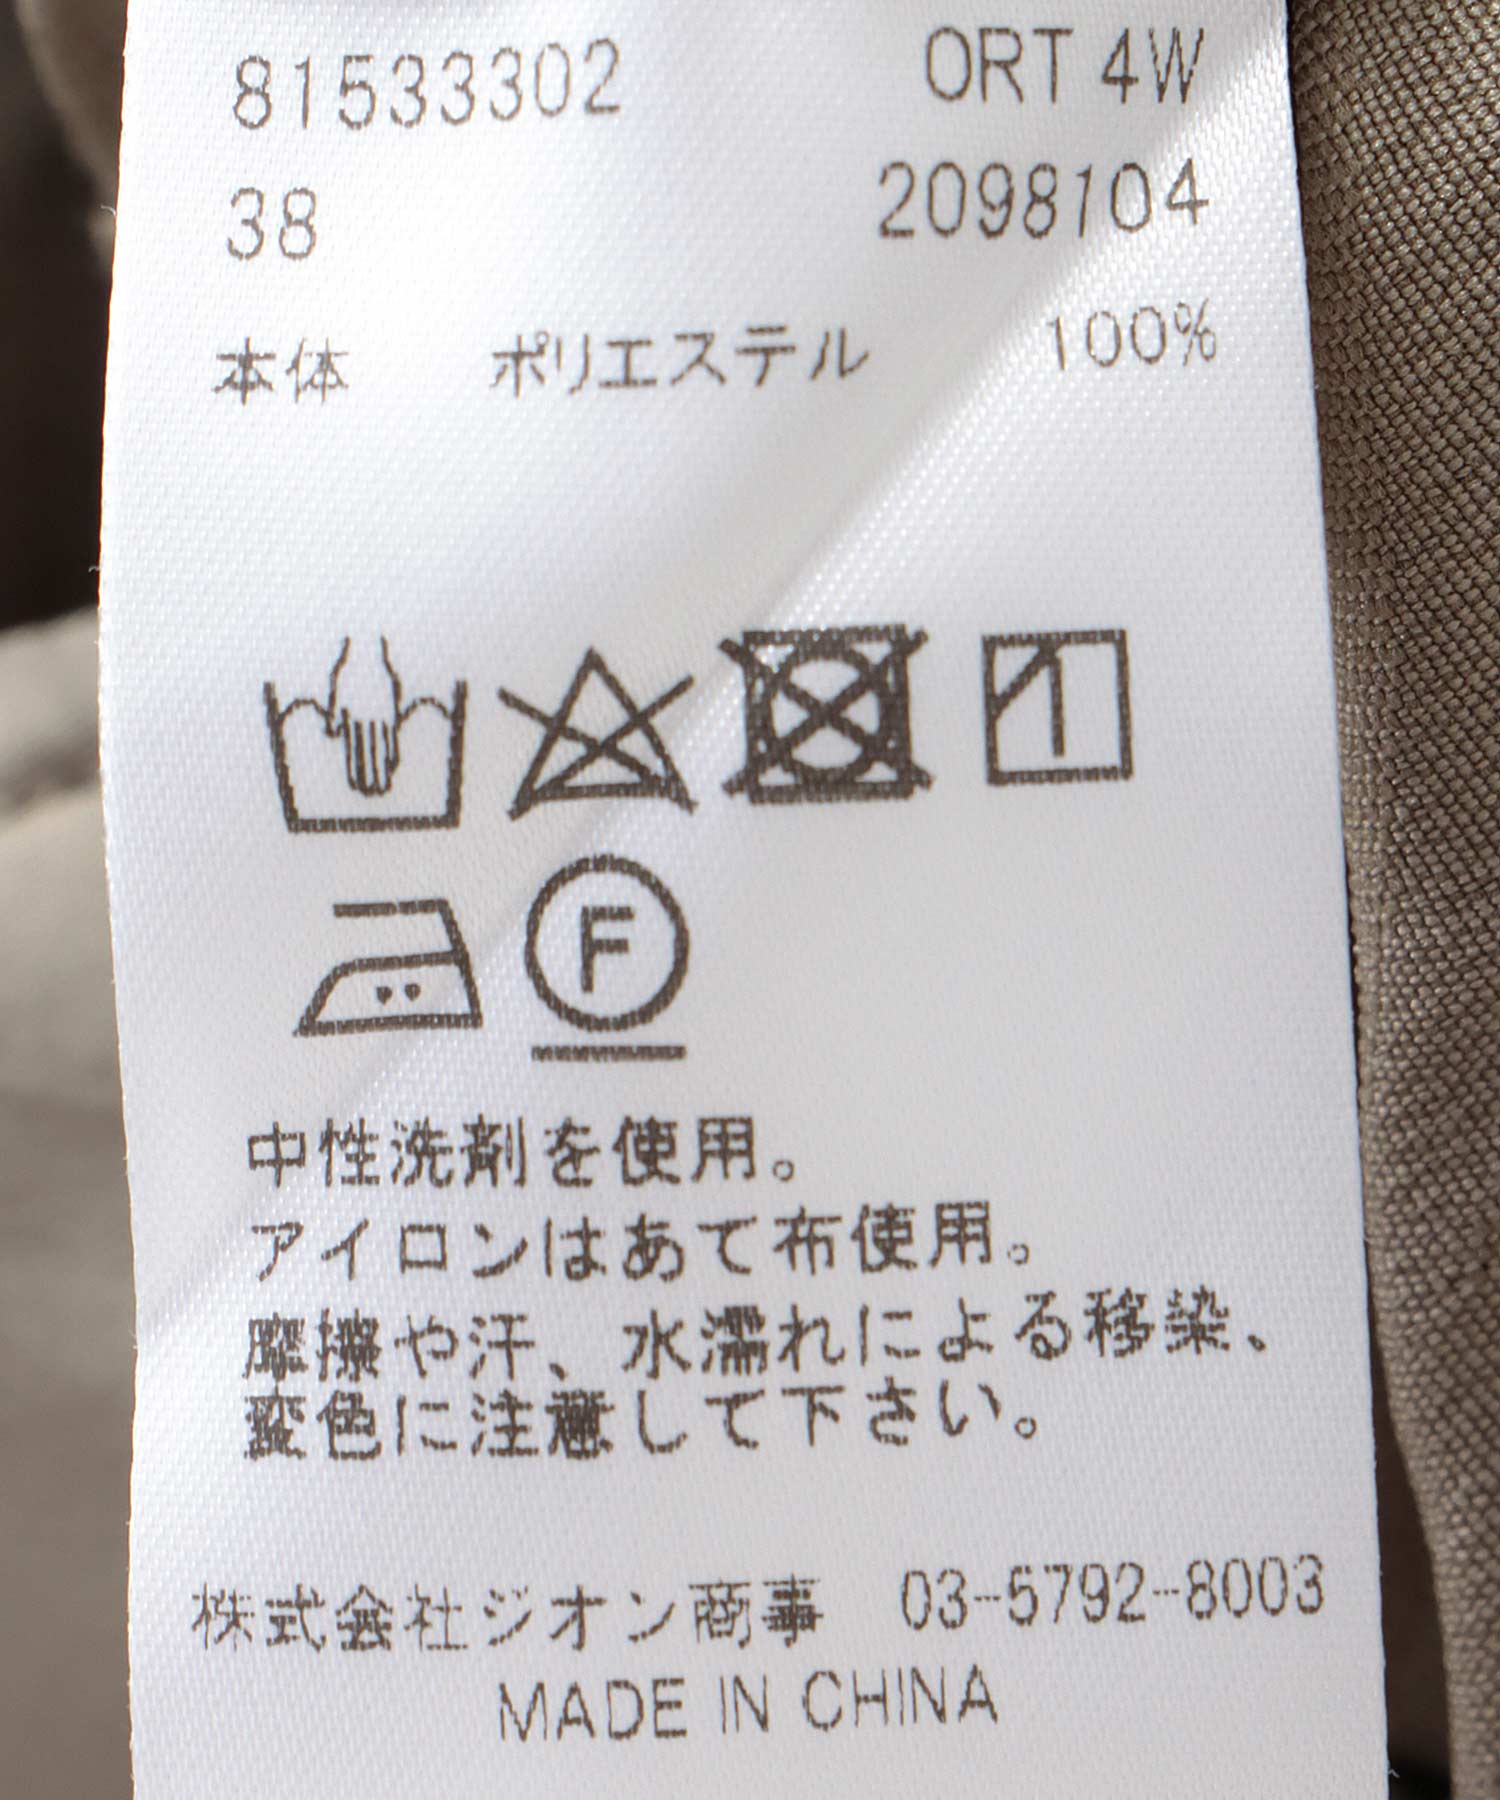 81533302 ORT 4W
38 2098104
本体 ポリエステル 100%
F
中性洗剤を使用。
アイロンはあて布使用。
摩擦や汗、水濡れによる移染、
変色に注意して下さい。
株式会社ジオン商事 03-5792-8003
MADE IN CHINA